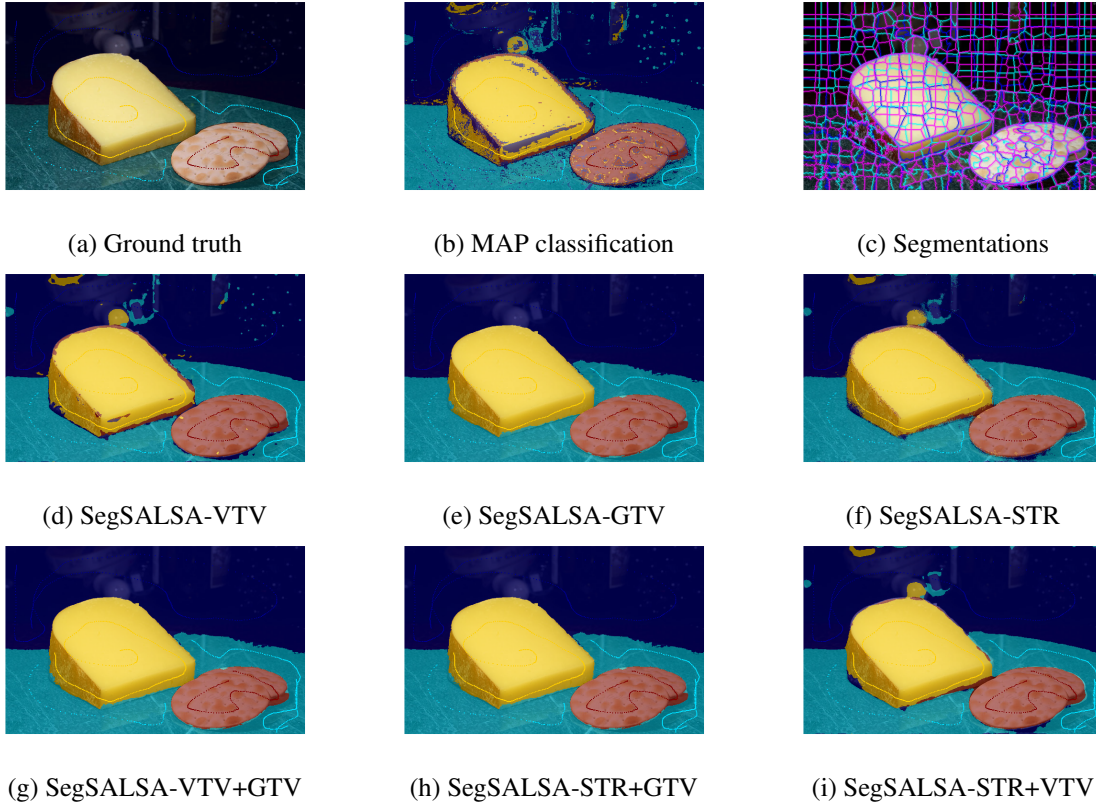 (a) Ground truth
(b) MAP classification
(c) Segmentations
(d) SegSALSA-VTV
(e) SegSALSA-GTV
(f) SegSALSA-STR
(g) SegSALSA-VTV+GTV
(h) SegSALSA-STR+GTV
(i) SegSALSA-STR+VTV